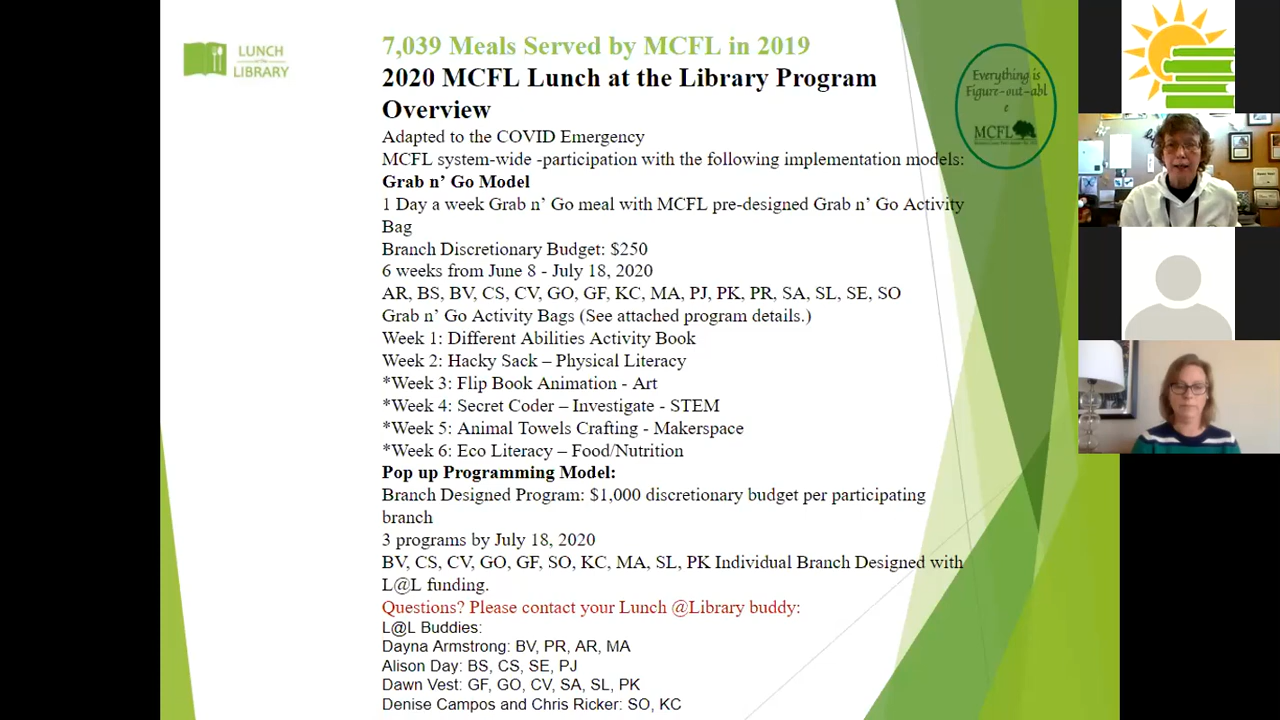 LUNCH
at the
LIBRARY
7,039 Meals Served by MCFL in 2019
2020 MCFL Lunch at the Library Program
Overview
Everything is
Figure-out-abl
e
MCFL
Adapted to the COVID Emergency
MCFL system-wide -participation with the following implementation models:
Grab n’ Go Model
1 Day a week Grab n’ Go meal with MCFL pre-designed Grab n’ Go Activity
Bag
Branch Discretionary Budget: $250
6 weeks from June 8 - July 18, 2020
AR, BS, BV, CS, CV, GO, GF, KC, MA, PJ, PK, PR, SA, SL, SE, SO
Grab n’ Go Activity Bags (See attached program details.)
Week 1: Different Abilities Activity Book
Week 2: Hacky Sack – Physical Literacy
*Week 3: Flip Book Animation - Art
*Week 4: Secret Coder – Investigate - STEM
*Week 5: Animal Towels Crafting - Makerspace
*Week 6: Eco Literacy – Food/Nutrition
Pop up Programming Model:
Branch Designed Program: $1,000 discretionary budget per participating
branch
3 programs by July 18, 2020
BV, CS, CV, GO, GF, SO, KC, MA, SL, PK Individual Branch Designed with
L@L funding.
Questions? Please contact your Lunch @Library buddy:
L@L Buddies:
Dayna Armstrong: BV, PR, AR, MA
Alison Day: BS, CS, SE, PJ
Dawn Vest: GF, GO, CV, SA, SL, PK
Denise Campos and Chris Ricker: SO, KC